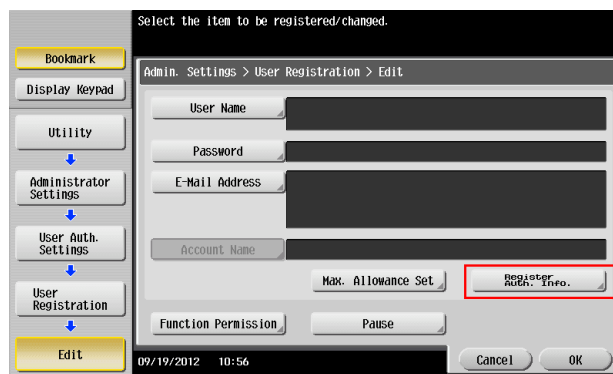 Select the item to be registered/changed.
Bookmark
Display Keypad
Utility
Administrator
Settings
User Auth.
Settings
User
Registration
Edit
Admin. Settings > User Registration > Edit
User Name
Password
E-Mail Address
Account Name
Max. Allowance Set
Register
Auth. Info.
Function Permission
Pause
09/19/2012 10:56
Cancel
OK